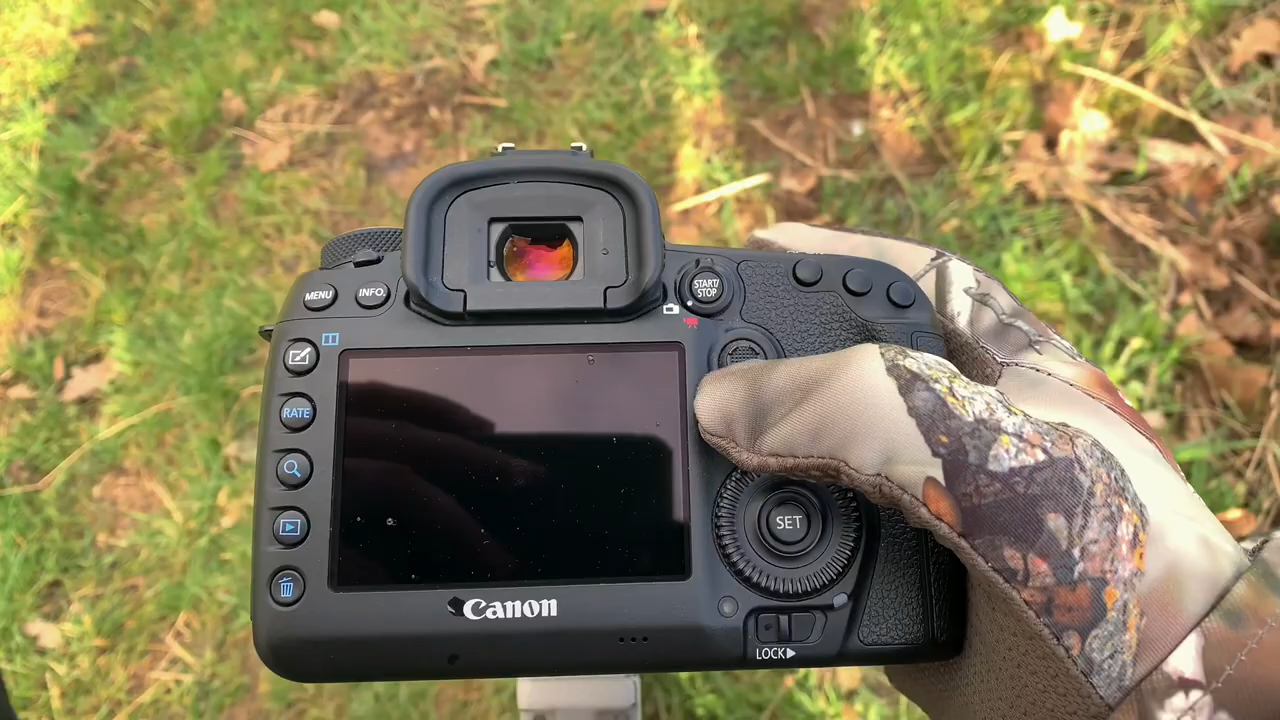 MENU
INFO.
START/
STOP
RATE
SET
Canon
LOCK